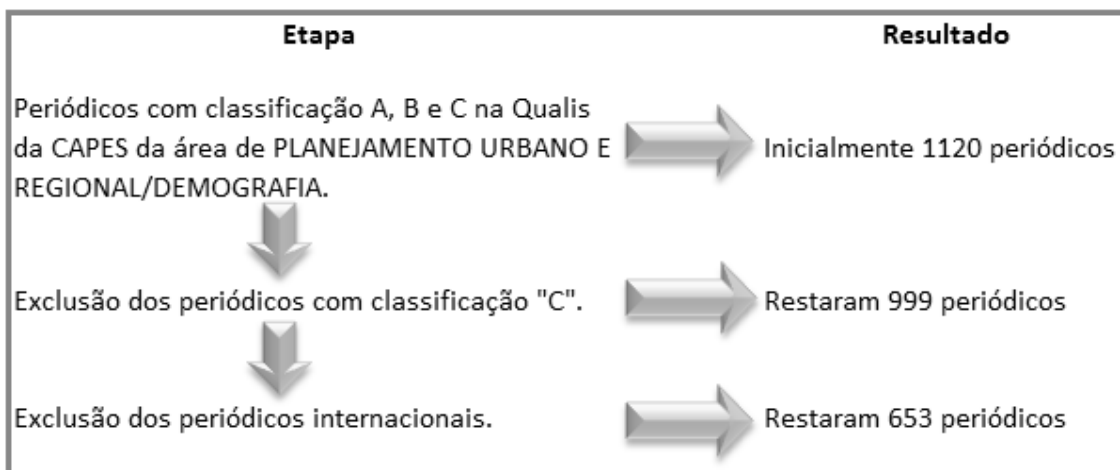 Etapa
Resultado
Periódicos com classificação A, B e C na Qualis
da CAPES da área de PLANEJAMENTO URBANO E
REGIONAL/DEMOGRAFIA.
Inicialmente 1120 periódicos
Exclusão dos periódicos com classificação "C".
Restaram 999 periódicos
Exclusão dos periódicos internacionais.
Restaram 653 periódicos